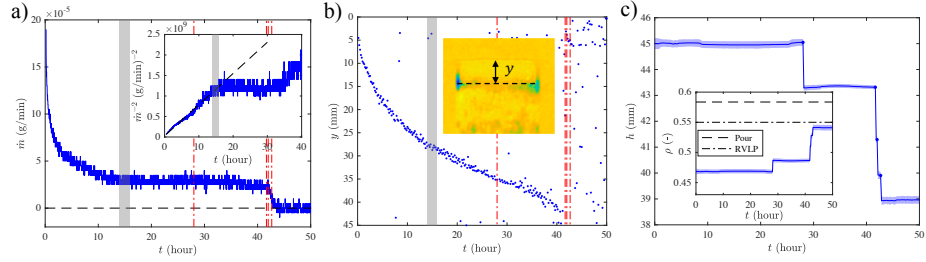 a)
20 ×10⁻⁵
15
10
5
0
ṁ (g/min)
0 10 20 30 40 50
t (hour)
×10⁹
2.5
2.0
1.5
1.0
0.5
0
ṁ⁻² (g/min)⁻²
0 10 20 30 40
t (hour)
b)
0
5
10
15
20
25
30
35
40
45
y (mm)
0 10 20 30 40 50
t (hour)
y
c)
46
45
44
43
42
41
40
39
38
h (mm)
0 10 20 30 40 50
t (hour)
0.6
0.55
0.5
0.45
ρ (-)
Pour
RVLP
0 10 20 30 40 50
t (hour)